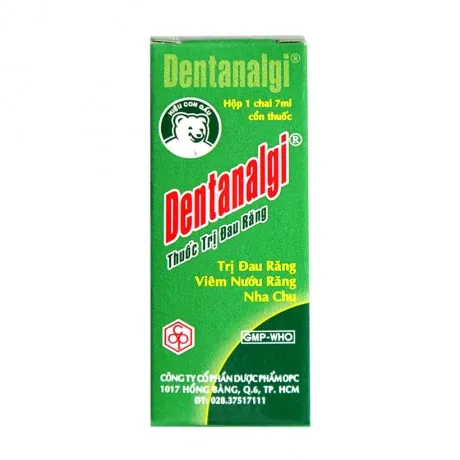 Dentanalgi®
Hộp 1 chai 7ml
cồn thuốc
HIỆU CON GẤU
Dentanalgi®
Thuốc Trị Đau Răng
Trị Đau Răng
Viêm Nướu Răng
Nha Chu
OPC
GMP-WHO
CÔNG TY CỔ PHẦN DƯỢC PHẨM OPC
1017 HỒNG BÀNG, Q.6, TP. HCM
ĐT: 028.37517111